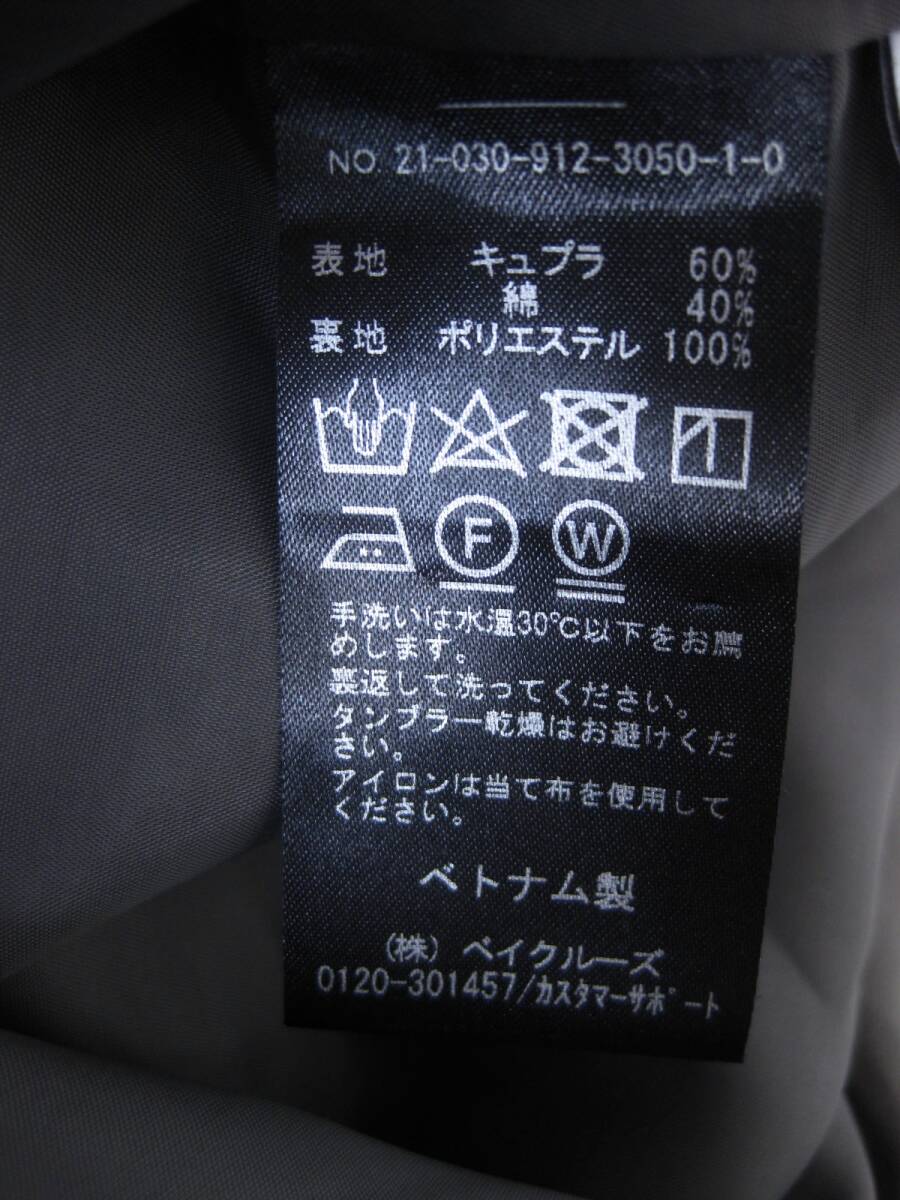 NO. 21-030-912-3050-1-0
表地 キュプラ 60%
綿 40%
裏地 ポリエステル 100%
F W
手洗いは水温30℃以下をお薦
めします。
裏返して洗ってください。
タンブラー乾燥はお避けくだ
さい。
アイロンは当て布を使用して
ください。
ベトナム製
(株) ベイクルーズ
0120-301457/カスタマーサポート